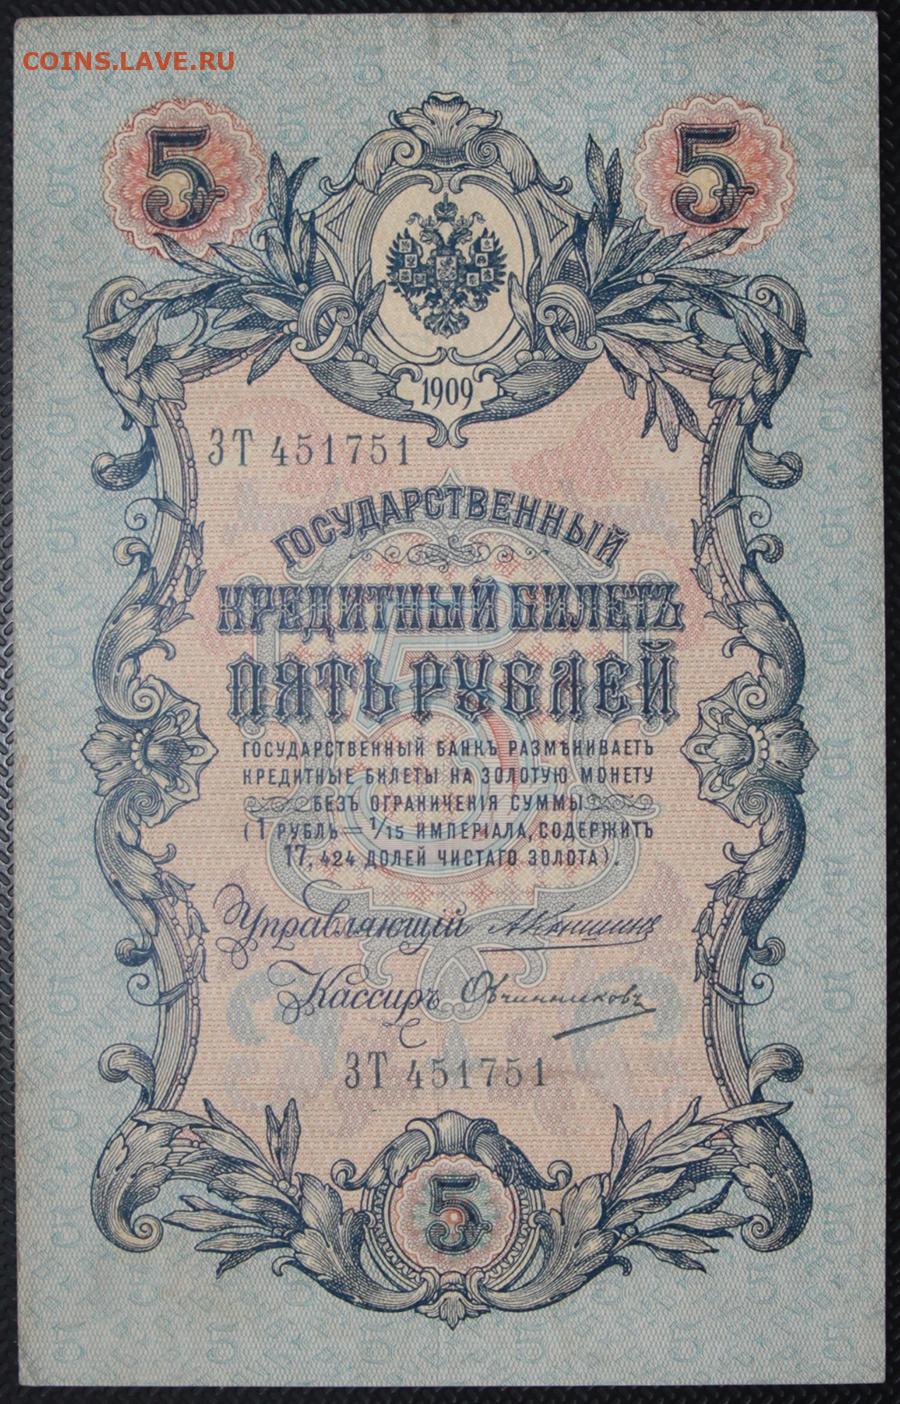 COINS.LAVE.RU
5 5
1909
ЗТ 451751
ГОСУДАРСТВЕННЫЙ
КРЕДИТНЫЙ БИЛЕТЪ
ПЯТЬ РУБЛЕЙ
5
ГОСУДАРСТВЕННЫЙ БАНКЪ РАЗМѢНИВАЕТЪ
КРЕДИТНЫЕ БИЛЕТЫ НА ЗОЛОТУЮ МОНЕТУ
БЕЗЪ ОГРАНИЧЕНІЯ СУММЫ
(1 РУБЛЬ=1/15 ИМПЕРІАЛА, СОДЕРЖИТЪ
17,424 ДОЛЕЙ ЧИСТАГО ЗОЛОТА).
Управляющій АКоншинъ
Кассиръ Овчинниковъ
ЗТ 451751
5